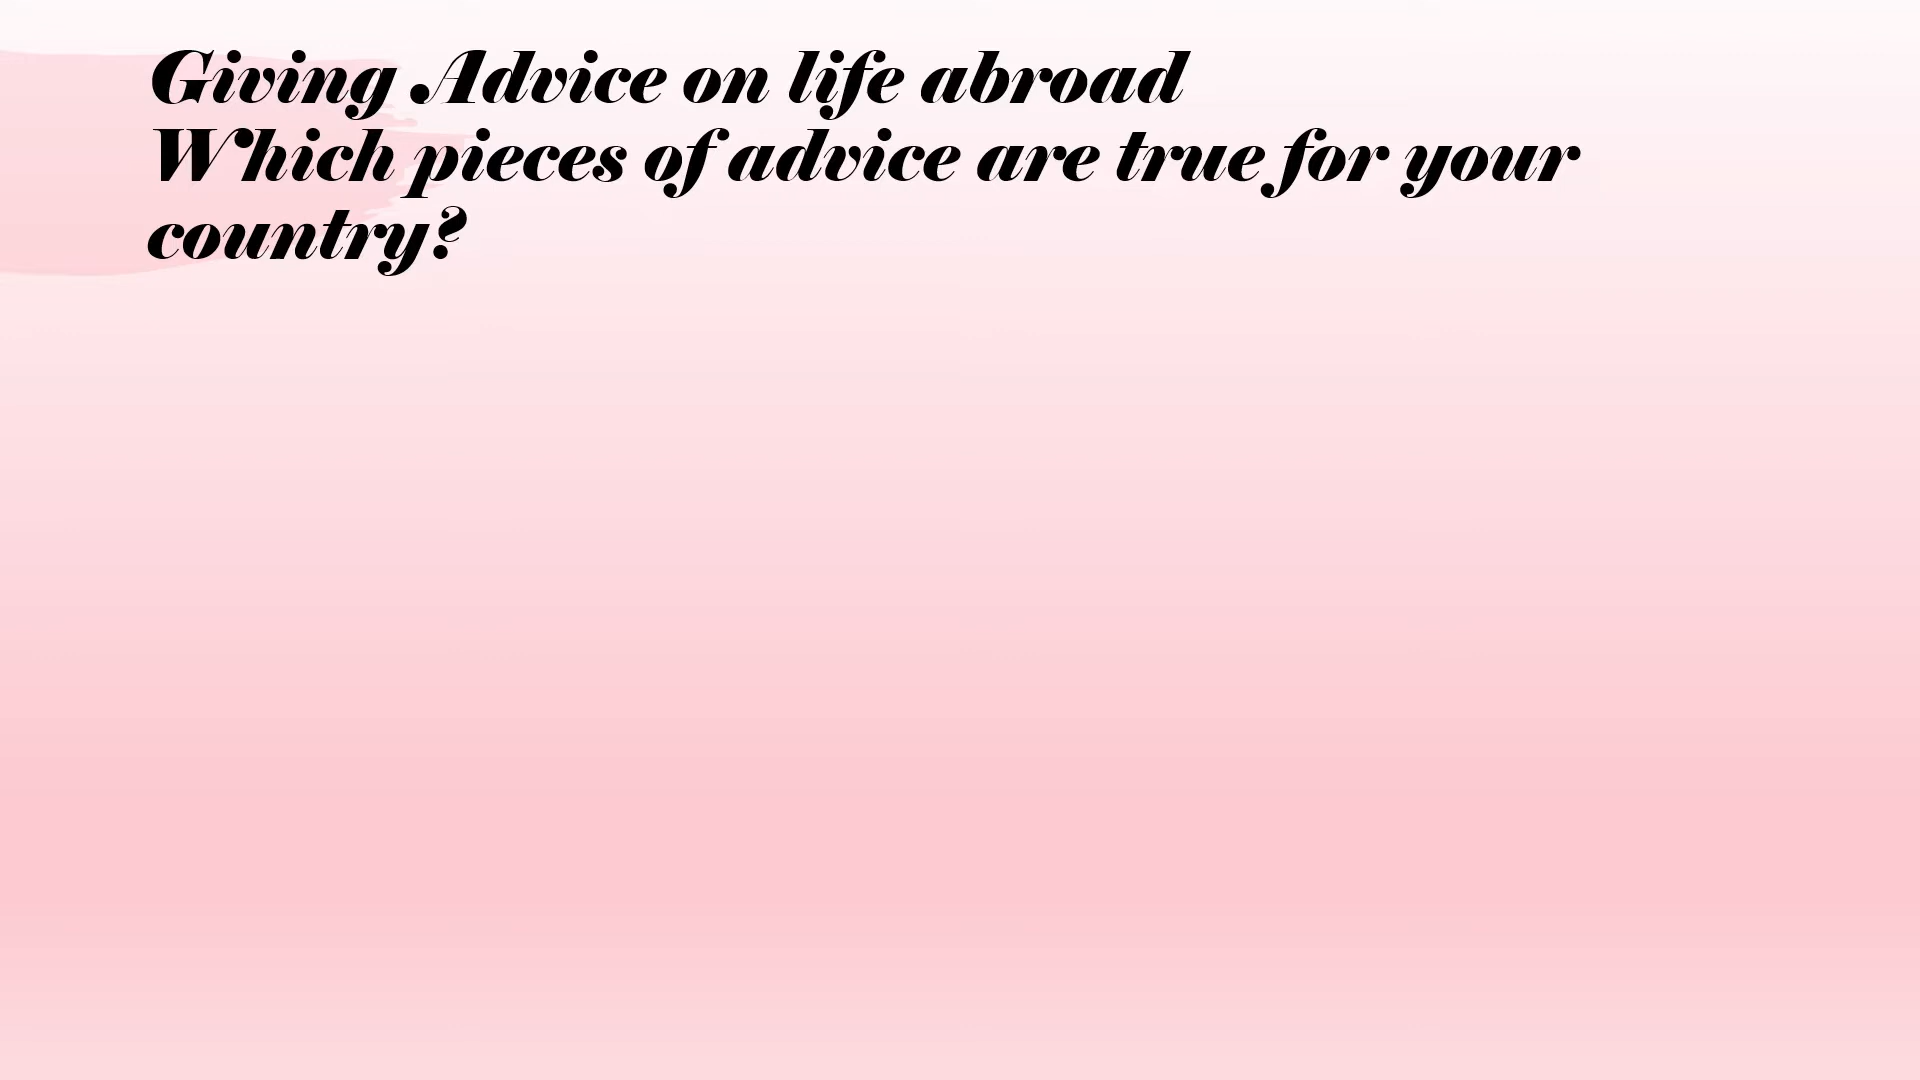 Giving Advice on life abroad
Which pieces of advice are true for your
country?